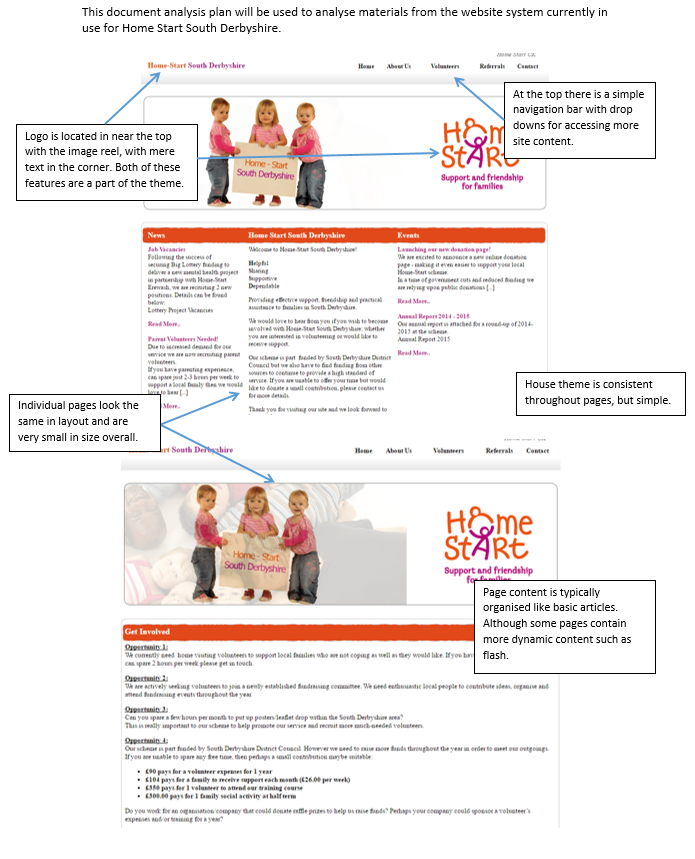 This document analysis plan will be used to analyse materials from the website system currently in
use for Home Start South Derbyshire.
Home-Start South Derbyshire
Home About Us Volunteers Referrals Contact
At the top there is a simple
navigation bar with drop
downs for accessing more
site content.
Logo is located in near the top
with the image reel, with mere
text in the corner. Both of these
features are a part of the theme.
Home - Start
South Derbyshire
Support and friendship
for families
News
Job Vacancies
Following the success of
securing Big Lottery funding to
deliver a new mental health project
in partnership with Home-Start
Erewash, we are recruiting 2 new
positions. Details can be found
below:
Lottery Project Vacancies
Read More..
Parent Volunteers Needed!
Due to increased demand for our
service we are now recruiting parent
volunteers.
If you have parenting experience,
can spare just 2-3 hours per week to
support a local family then we would
love to hear [..]
More..
Home Start South Derbyshire
Welcome to Home-Start South Derbyshire!
Helpful
Supportive
Dependable
Providing effective support, friendship and practical
assistance to families in South Derbyshire.
We would love to hear from you if you wish to become
involved with Home-Start South Derbyshire, whether
you are interested in volunteering or would like to
receive support.
Our scheme is part funded by South Derbyshire District
Council but we also have to find funding from other
sources to continue to provide a high standard of
service. If you are unable to offer your time but would
like to donate a small contribution, please contact us
for more details.
Thank you for visiting our site and we look forward to
Events
Launching our new donation page!
We are excited to announce a new online donation
page - making it even easier to support your local
Home-Start scheme.
In a time of government cuts and reduced funding we
are relying upon public donations [..]
Read More..
Annual Report 2014 - 2015
Our annual report is attached for a round-up of 2014-
2015 at the scheme.
Annual Report 2015
Read More..
House theme is consistent
throughout pages, but simple.
Individual pages look the
same in layout and are
very small in size overall.
South Derbyshire
Home About Us Volunteers Referrals Contact
Home - Start
South Derbyshire
Home
Start
Support and friendship
Page content is typically
organised like basic articles.
Although some pages contain
more dynamic content such as
flash.
Get Involved
Opportunity 1:
We currently need home visiting volunteers to support local families who are not coping as well as they would like. If you
can spare 2 hours per week please get in touch.
Opportunity 2:
We are actively seeking volunteers to join a newly established fundraising committee. We need enthusiastic local people to contribute ideas, organise and
attend fundraising events throughout the year.
Opportunity 3:
Can you spare a few hours per month to put up posters/leaflet drop within the South Derbyshire area?
This is really important to our scheme to help promote our service and recruit more much-needed volunteers.
Opportunity 4:
Our scheme is part funded by South Derbyshire District Council. However we need to raise more funds throughout the year in order to meet our outgoings.
If you are unable to spare any free time, then perhaps a small contribution maybe suitable:
• £90 pays for a volunteer expenses for 1 year
• £104 pays for a family to receive support each month (£26.00 per week)
• £350 pays for 1 volunteer to attend our training course
• £300.00 pays for 1 family social activity at half term
Do you work for an organisation/company that could donate raffle prizes to help us raise funds? Perhaps your company could sponsor a volunteer's
expenses and/or training for a year?